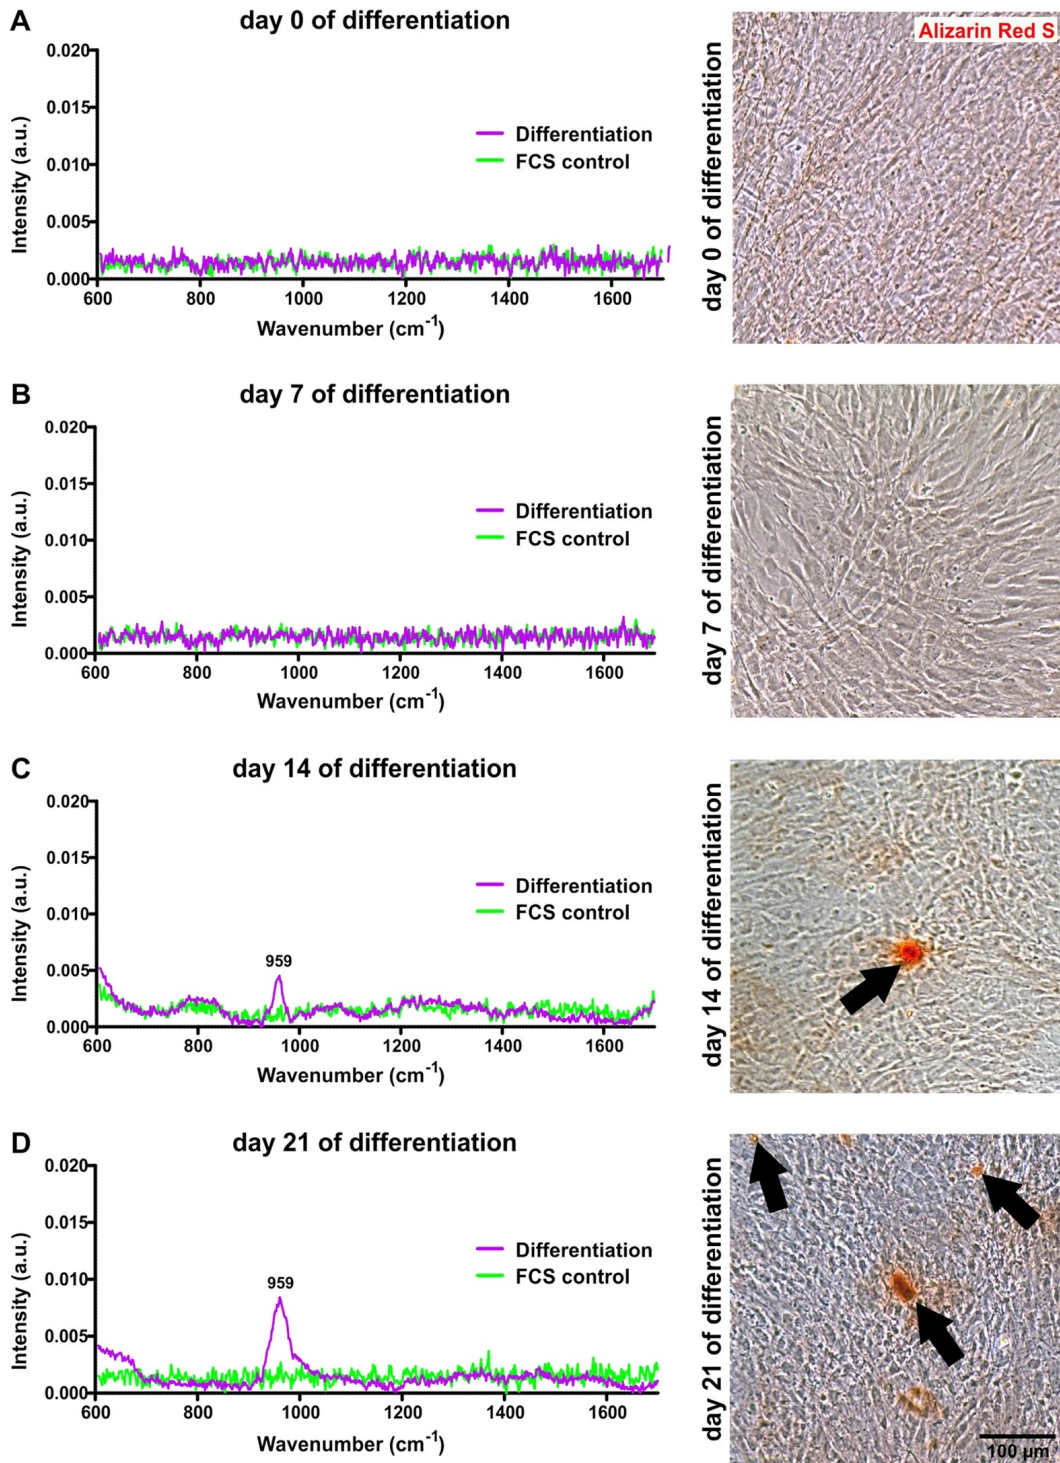 A
day 0 of differentiation
0.020
0.015
0.010
0.005
0.000
Intensity (a.u.)
Differentiation
FCS control
600 800 1000 1200 1400 1600
Wavenumber (cm⁻¹)
day 0 of differentiation
Alizarin Red S
B
day 7 of differentiation
0.020
0.015
0.010
0.005
0.000
Intensity (a.u.)
Differentiation
FCS control
600 800 1000 1200 1400 1600
Wavenumber (cm⁻¹)
day 7 of differentiation
C
day 14 of differentiation
0.020
0.015
0.010
0.005
0.000
Intensity (a.u.)
Differentiation
FCS control
959
600 800 1000 1200 1400 1600
Wavenumber (cm⁻¹)
day 14 of differentiation
D
day 21 of differentiation
0.020
0.015
0.010
0.005
0.000
Intensity (a.u.)
Differentiation
FCS control
959
600 800 1000 1200 1400 1600
Wavenumber (cm⁻¹)
day 21 of differentiation
100 µm